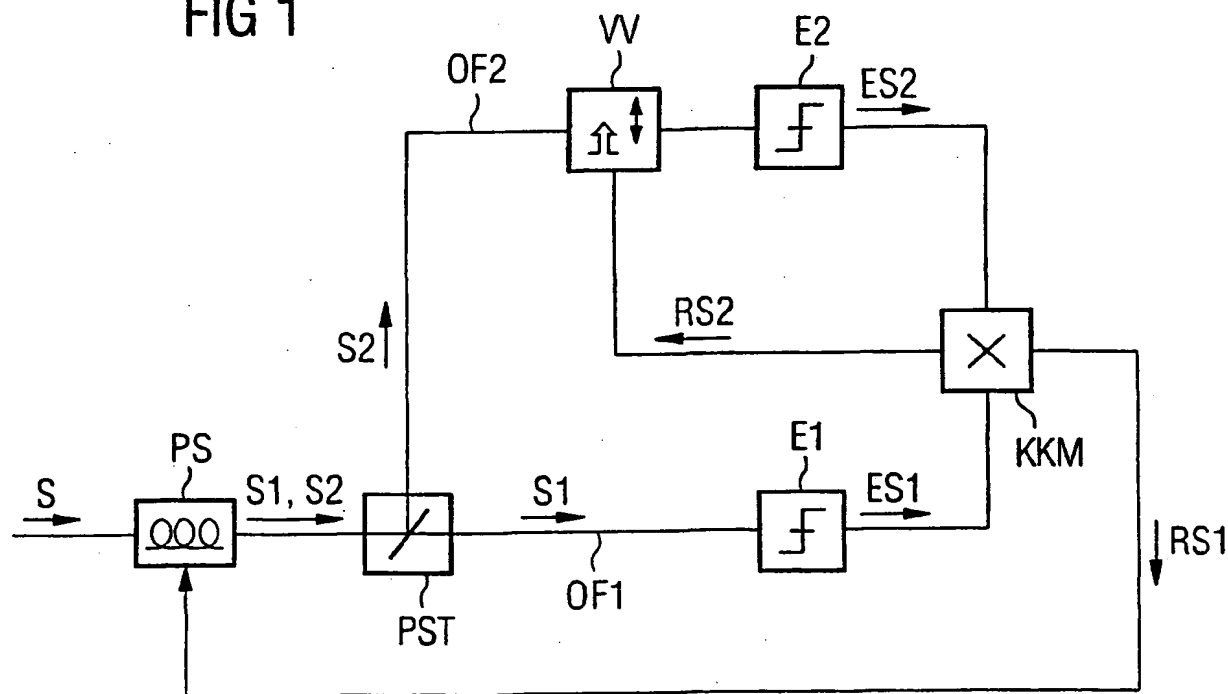 FIG 1
VV
E2
OF2
ES2
S2
RS2
KKM
PS
E1
S
S1, S2
S1
ES1
RS1
OF1
PST